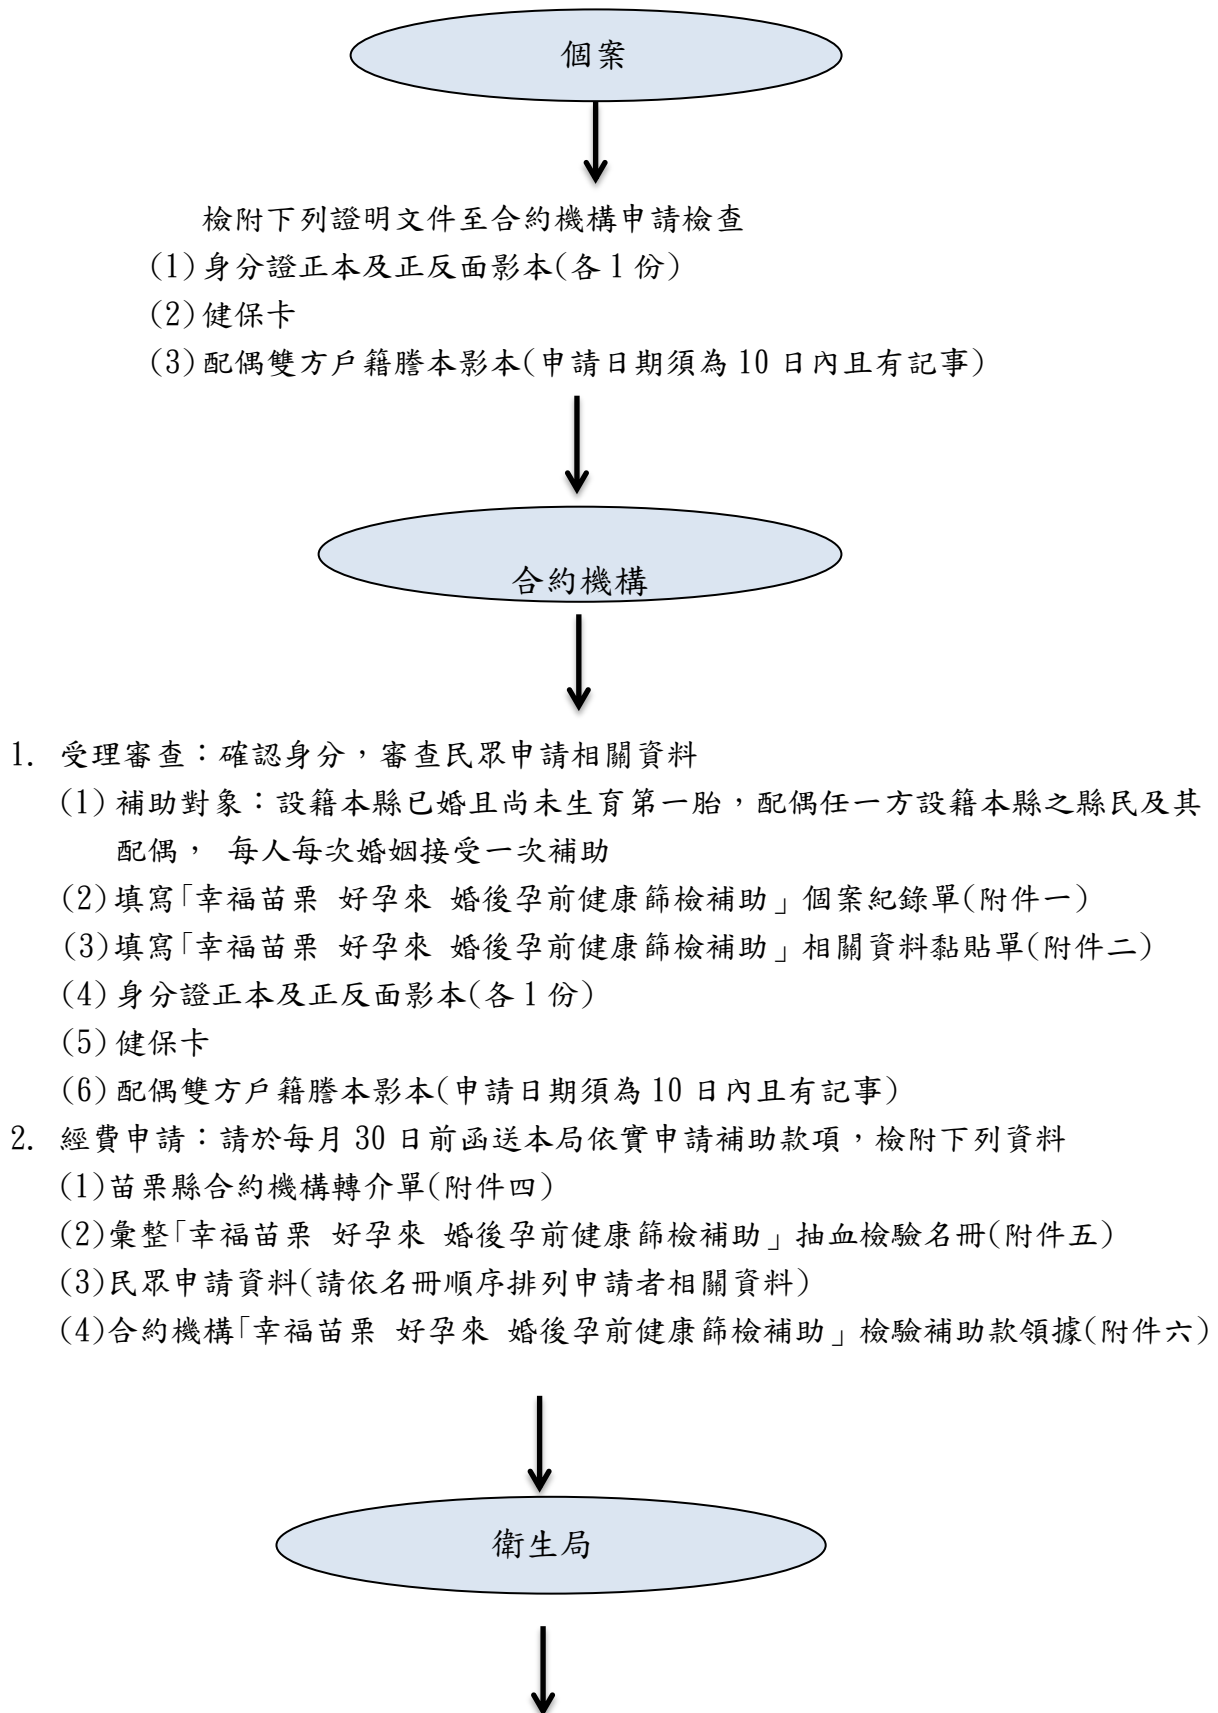 個案
檢附下列證明文件至合約機構申請檢查
(1)身分證正本及正反面影本(各1份)
(2)健保卡
(3)配偶雙方戶籍謄本影本(申請日期須為10日內且有記事)
合約機構
1. 受理審查：確認身分，審查民眾申請相關資料
(1)補助對象：設籍本縣已婚且尚未生育第一胎，配偶任一方設籍本縣之縣民及其
配偶， 每人每次婚姻接受一次補助
(2)填寫「幸福苗栗 好孕來 婚後孕前健康篩檢補助」個案紀錄單(附件一)
(3)填寫「幸福苗栗 好孕來 婚後孕前健康篩檢補助」相關資料黏貼單(附件二)
(4)身分證正本及正反面影本(各1份)
(5)健保卡
(6)配偶雙方戶籍謄本影本(申請日期須為10日內且有記事)
2. 經費申請：請於每月30日前函送本局依實申請補助款項，檢附下列資料
(1)苗栗縣合約機構轉介單(附件四)
(2)彙整「幸福苗栗 好孕來 婚後孕前健康篩檢補助」抽血檢驗名冊(附件五)
(3)民眾申請資料(請依名冊順序排列申請者相關資料)
(4)合約機構「幸福苗栗 好孕來 婚後孕前健康篩檢補助」檢驗補助款領據(附件六)
衛生局